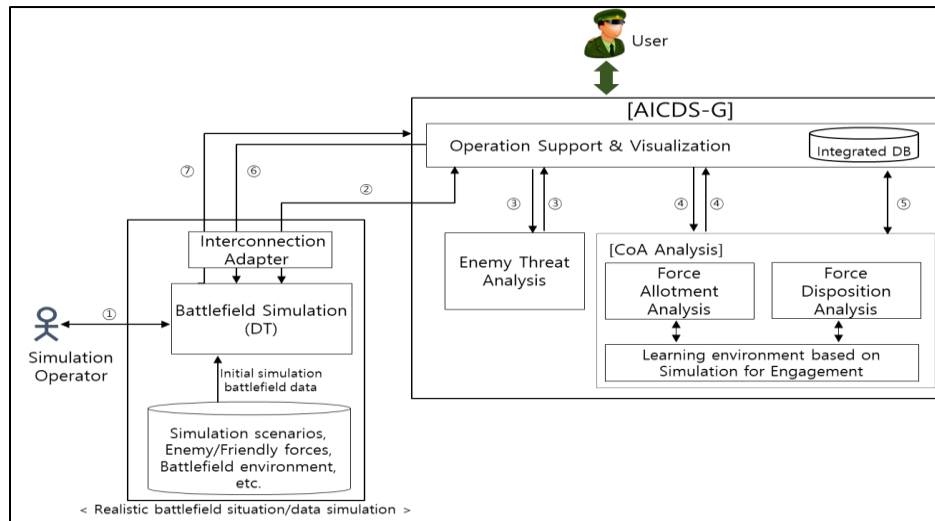 User
[AICDS-G]
Operation Support & Visualization
Integrated DB
⑦
⑥
②
③
③
④
④
⑤
Interconnection
Adapter
Enemy Threat
Analysis
[CoA Analysis]
Force
Allotment
Analysis
Force
Disposition
Analysis
Learning environment based on
Simulation for Engagement
①
Battlefield Simulation
(DT)
Simulation
Operator
Initial simulation
battlefield data
Simulation scenarios,
Enemy/Friendly forces,
Battlefield environment,
etc.
< Realistic battlefield situation/data simulation >